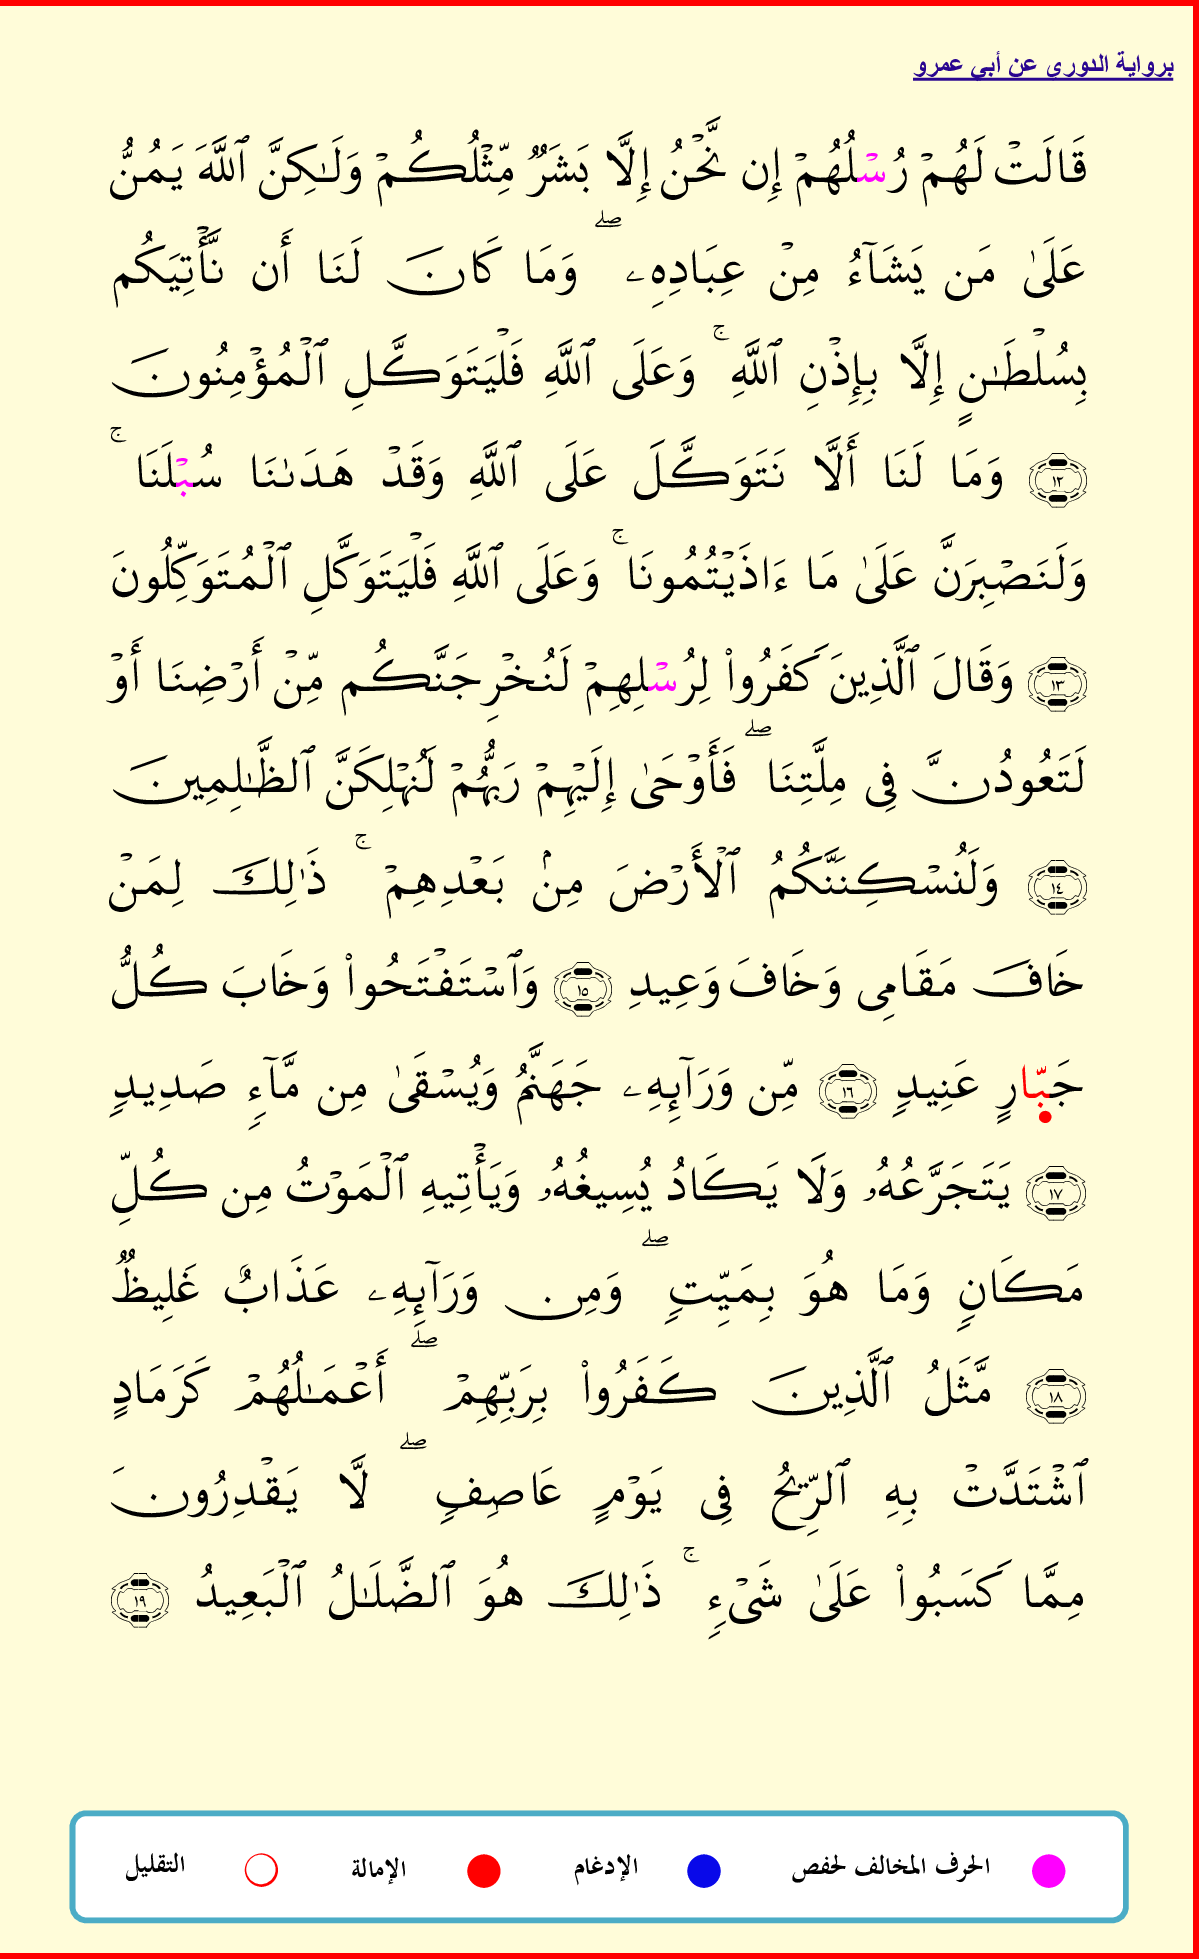 برواية الدوري عن أبي عمرو
قَالَتۡ لَهُمۡ رُسۡلُهُمۡ إِن نَّحۡنُ إِلَّا بَشَرٌ مِّثۡلُكُمۡ وَلَٰكِنَّ ٱللَّهَ يَمُنُّ
عَلَىٰ مَن يَشَآءُ مِنۡ عِبَادِهِۦۖ وَمَا كَانَ لَنَا أَن نَّأۡتِيَكُم
بِسُلۡطَٰنٍ إِلَّا بِإِذۡنِ ٱللَّهِۚ وَعَلَى ٱللَّهِ فَلۡيَتَوَكَّلِ ٱلۡمُؤۡمِنُونَ
١٢ وَمَا لَنَا أَلَّا نَتَوَكَّلَ عَلَى ٱللَّهِ وَقَدۡ هَدَىٰنَا سُبۡلَنَاۚ
وَلَنَصۡبِرَنَّ عَلَىٰ مَا ءَاذَيۡتُمُونَاۚ وَعَلَى ٱللَّهِ فَلۡيَتَوَكَّلِ ٱلۡمُتَوَكِّلُونَ
١٣ وَقَالَ ٱلَّذِينَ كَفَرُواْ لِرُسۡلِهِمۡ لَنُخۡرِجَنَّكُم مِّنۡ أَرۡضِنَا أَوۡ
لَتَعُودُنَّ فِي مِلَّتِنَاۖ فَأَوۡحَىٰ إِلَيۡهِمۡ رَبُّهُمۡ لَنُهۡلِكَنَّ ٱلظَّٰلِمِينَ
١٤ وَلَنُسۡكِنَنَّكُمُ ٱلۡأَرۡضَ مِنۢ بَعۡدِهِمۡۚ ذَٰلِكَ لِمَنۡ
خَافَ مَقَامِي وَخَافَ وَعِيدِ ١٥ وَٱسۡتَفۡتَحُواْ وَخَابَ كُلُّ
جَبَّارٍ عَنِيدٖ ١٦ مِّن وَرَآئِهِۦ جَهَنَّمُ وَيُسۡقَىٰ مِن مَّآءٖ صَدِيدٖ
١٧ يَتَجَرَّعُهُۥ وَلَا يَكَادُ يُسِيغُهُۥ وَيَأۡتِيهِ ٱلۡمَوۡتُ مِن كُلِّ
مَكَانٖ وَمَا هُوَ بِمَيِّتٖۖ وَمِن وَرَآئِهِۦ عَذَابٌ غَلِيظٞ
١٨ مَّثَلُ ٱلَّذِينَ كَفَرُواْ بِرَبِّهِمۡۖ أَعۡمَٰلُهُمۡ كَرَمَادٍ
ٱشۡتَدَّتۡ بِهِ ٱلرِّيحُ فِي يَوۡمٍ عَاصِفٖۖ لَّا يَقۡدِرُونَ
مِمَّا كَسَبُواْ عَلَىٰ شَيۡءٖۚ ذَٰلِكَ هُوَ ٱلضَّلَٰلُ ٱلۡبَعِيدُ ١٩
الحرف المخالف لحفص الإدغام الإمالة التقليل